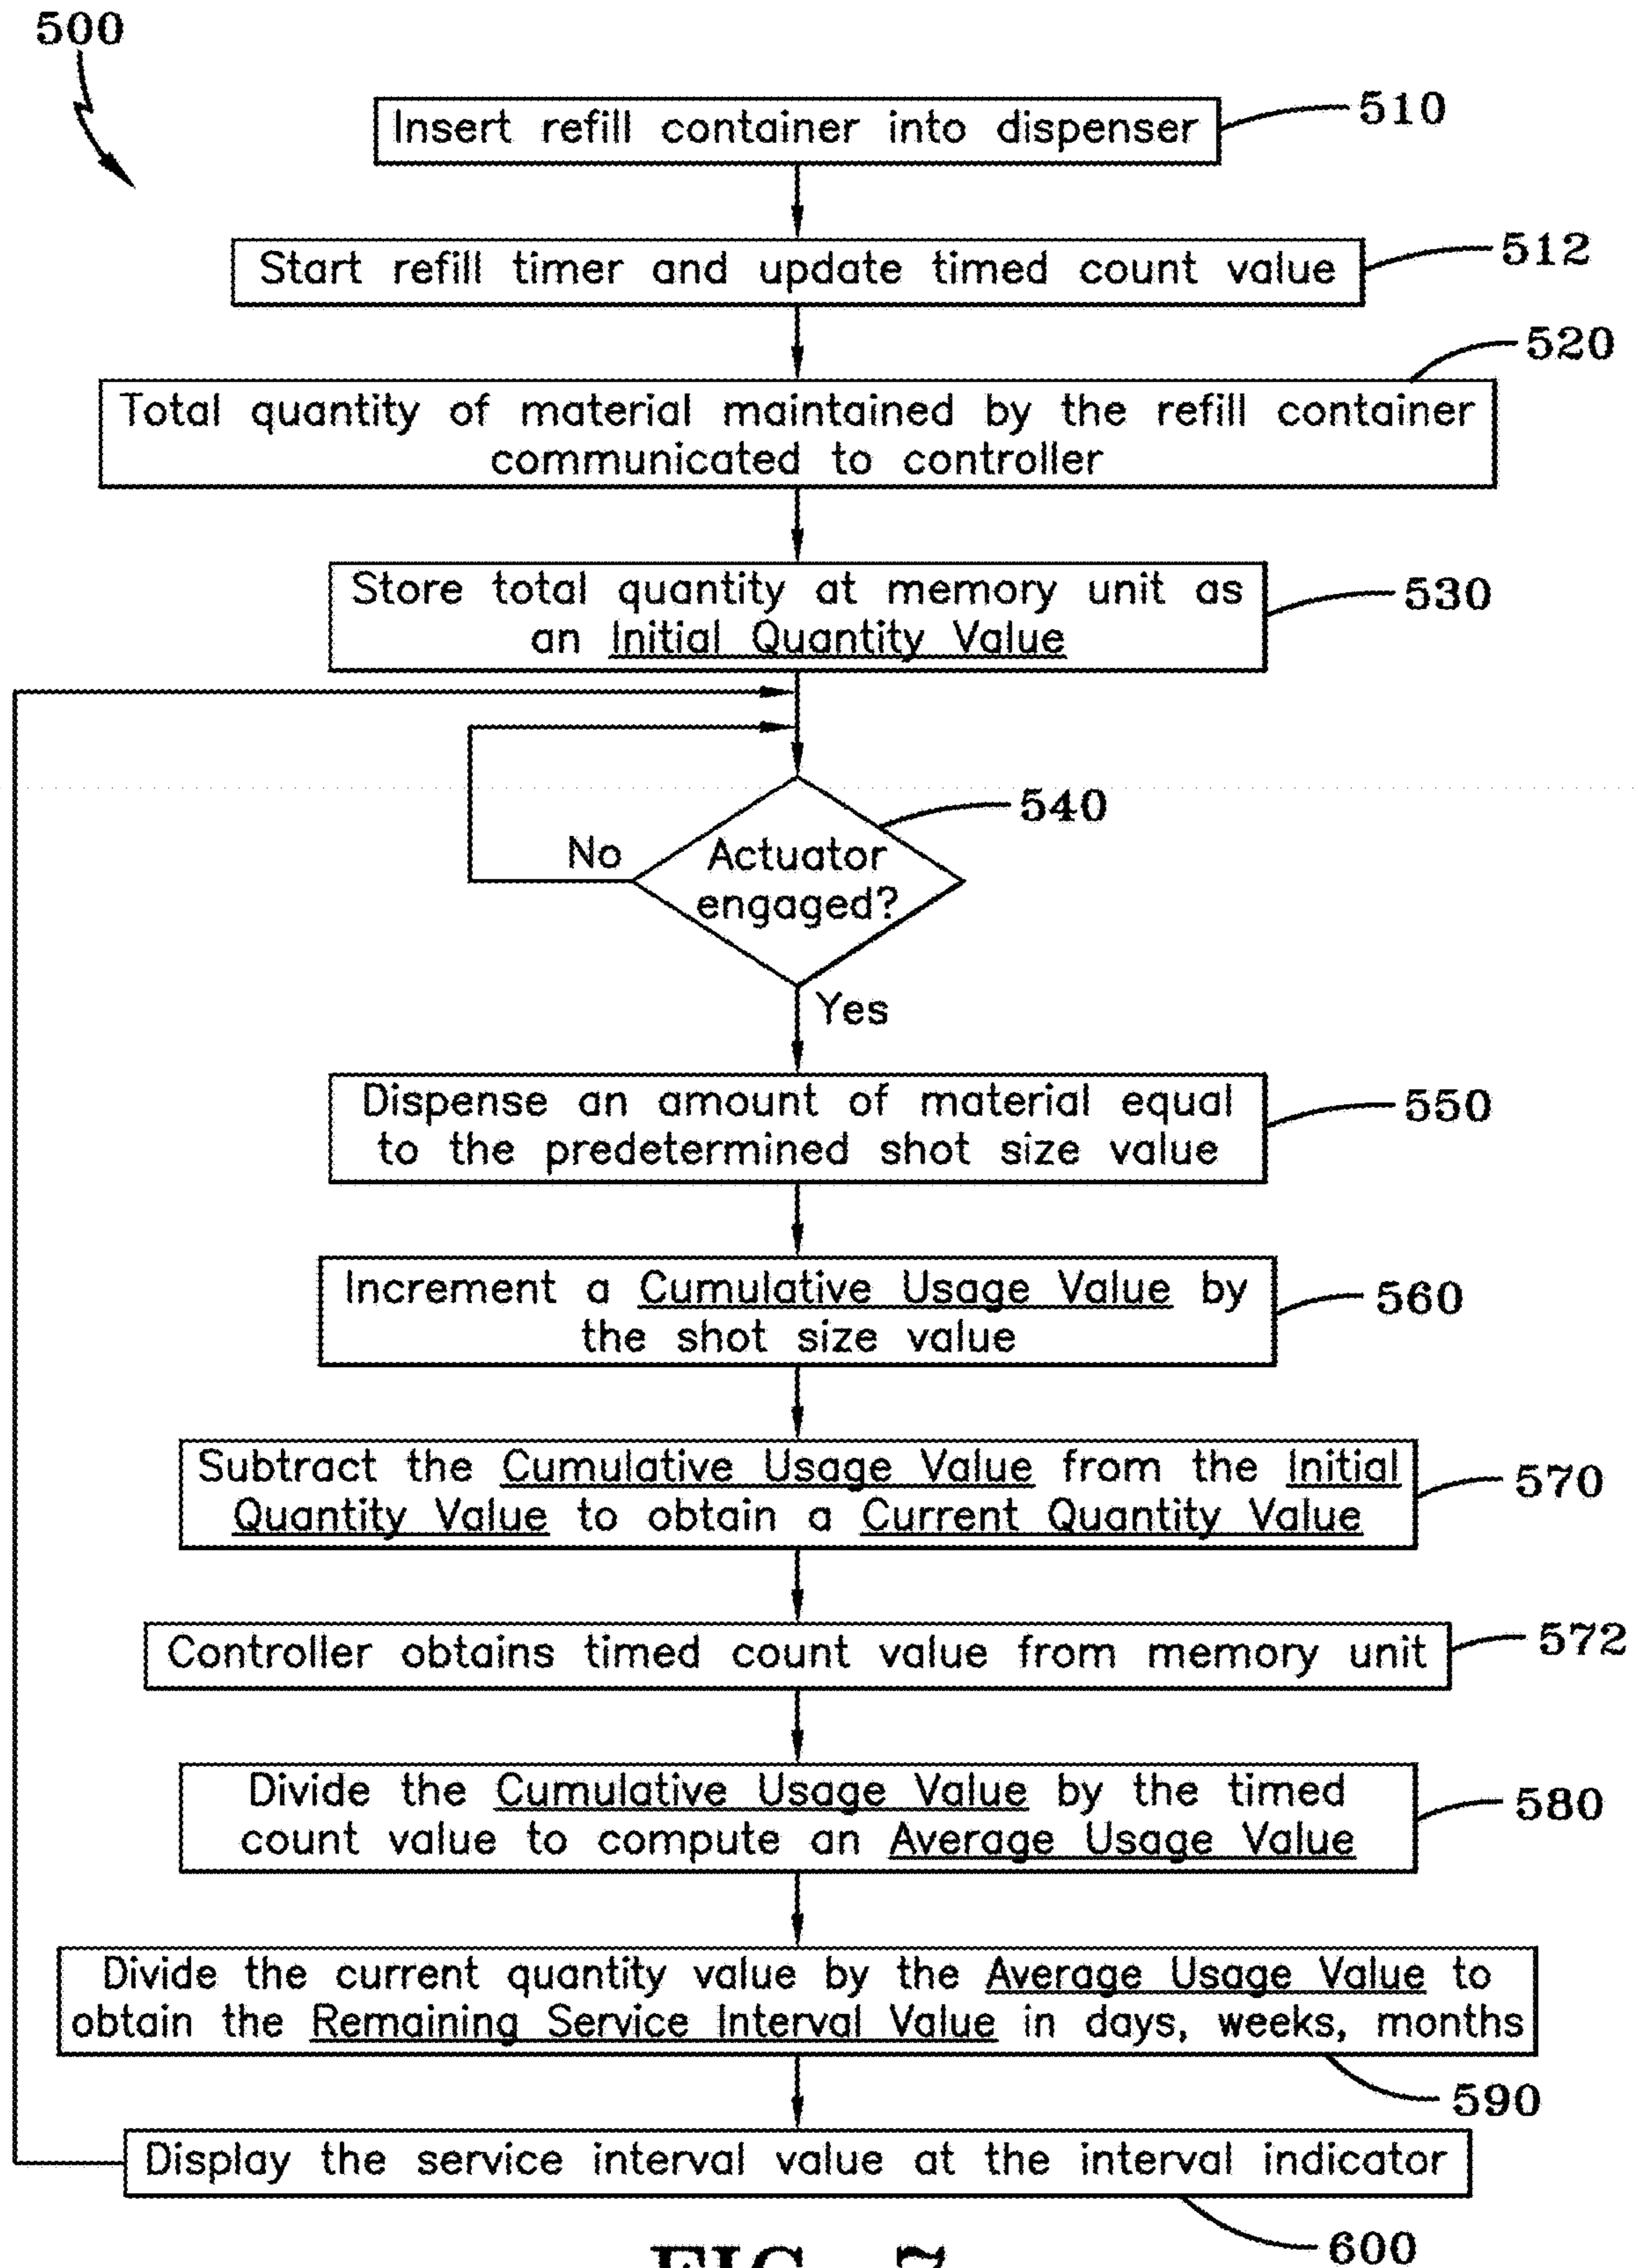 500
Insert refill container into dispenser
510
Start refill timer and update timed count value
512
520
Total quantity of material maintained by the refill container
communicated to controller
Store total quantity at memory unit as
an Initial Quantity Value
530
540
No
Actuator
engaged?
Yes
Dispense an amount of material equal
to the predetermined shot size value
550
Increment a Cumulative Usage Value by
the shot size value
560
Subtract the Cumulative Usage Value from the Initial
Quantity Value to obtain a Current Quantity Value
570
Controller obtains timed count value from memory unit
572
Divide the Cumulative Usage Value by the timed
count value to compute an Average Usage Value
580
Divide the current quantity value by the Average Usage Value to
obtain the Remaining Service Interval Value in days, weeks, months
590
Display the service interval value at the interval indicator
600
FIG. 7